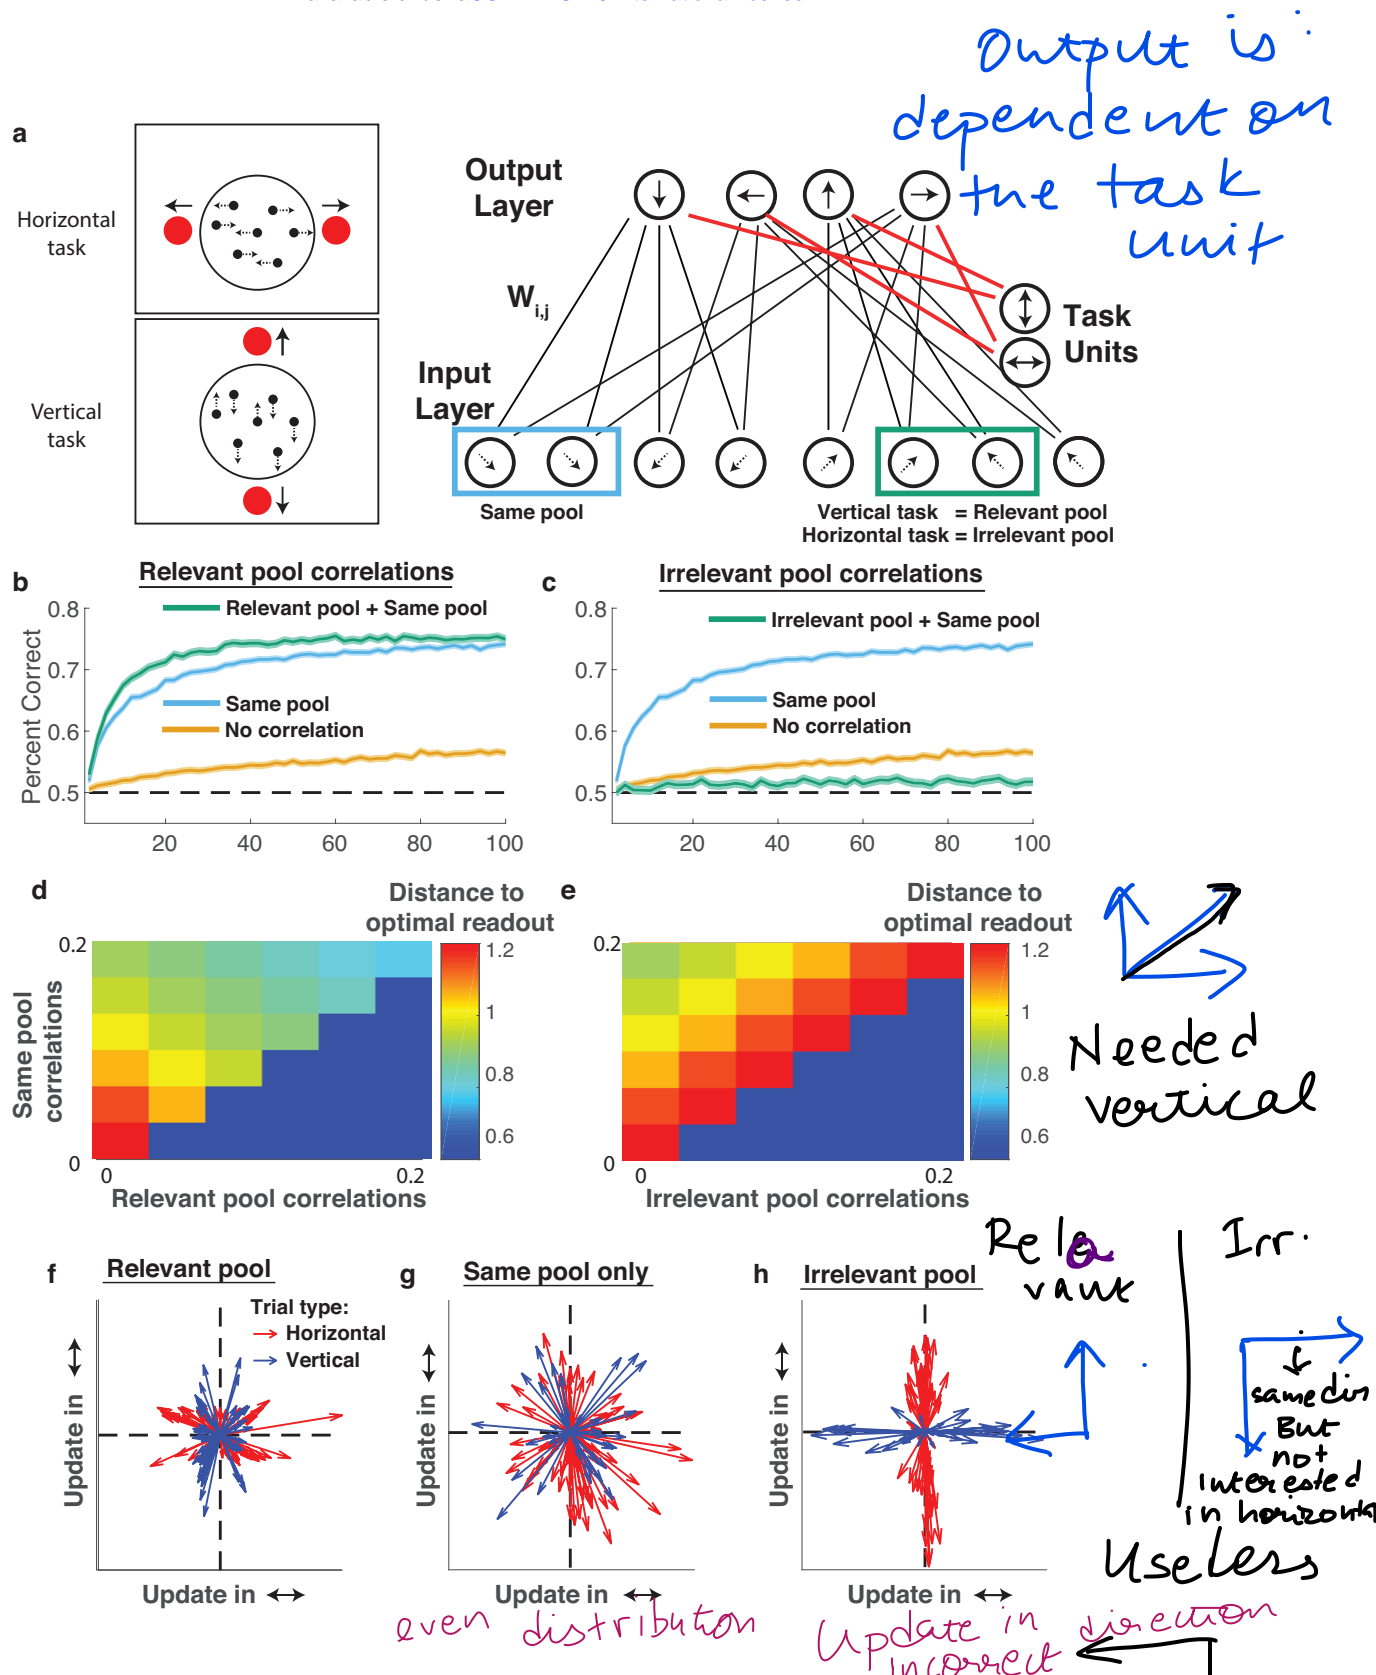 Output is
dependent on
the task
unit
a
Horizontal
task
Vertical
task
Output
Layer
W i,j
Input
Layer
Task
Units
Same pool
Vertical task = Relevant pool
Horizontal task = Irrelevant pool
b
Relevant pool correlations
0.8
0.7
0.6
0.5
Percent Correct
Relevant pool + Same pool
Same pool
No correlation
20 40 60 80 100
c
Irrelevant pool correlations
0.8
0.7
0.6
0.5
Irrelevant pool + Same pool
Same pool
No correlation
20 40 60 80 100
d
Distance to
optimal readout
0.2
0
Same pool
correlations
1.2
1
0.8
0.6
0 0.2
Relevant pool correlations
e
Distance to
optimal readout
0.2
0
1.2
1
0.8
0.6
0 0.2
Irrelevant pool correlations
Needed
vertical
f
Relevant pool
Trial type:
Horizontal
Vertical
Update in
Update in
g
Same pool only
Update in
Update in
even distribution
h
Irrelevant pool
Update in
Update in
Update in direction
incorrect
Rele
vant
Irr.
same dir
But
not
interested
in horizonta
Useless